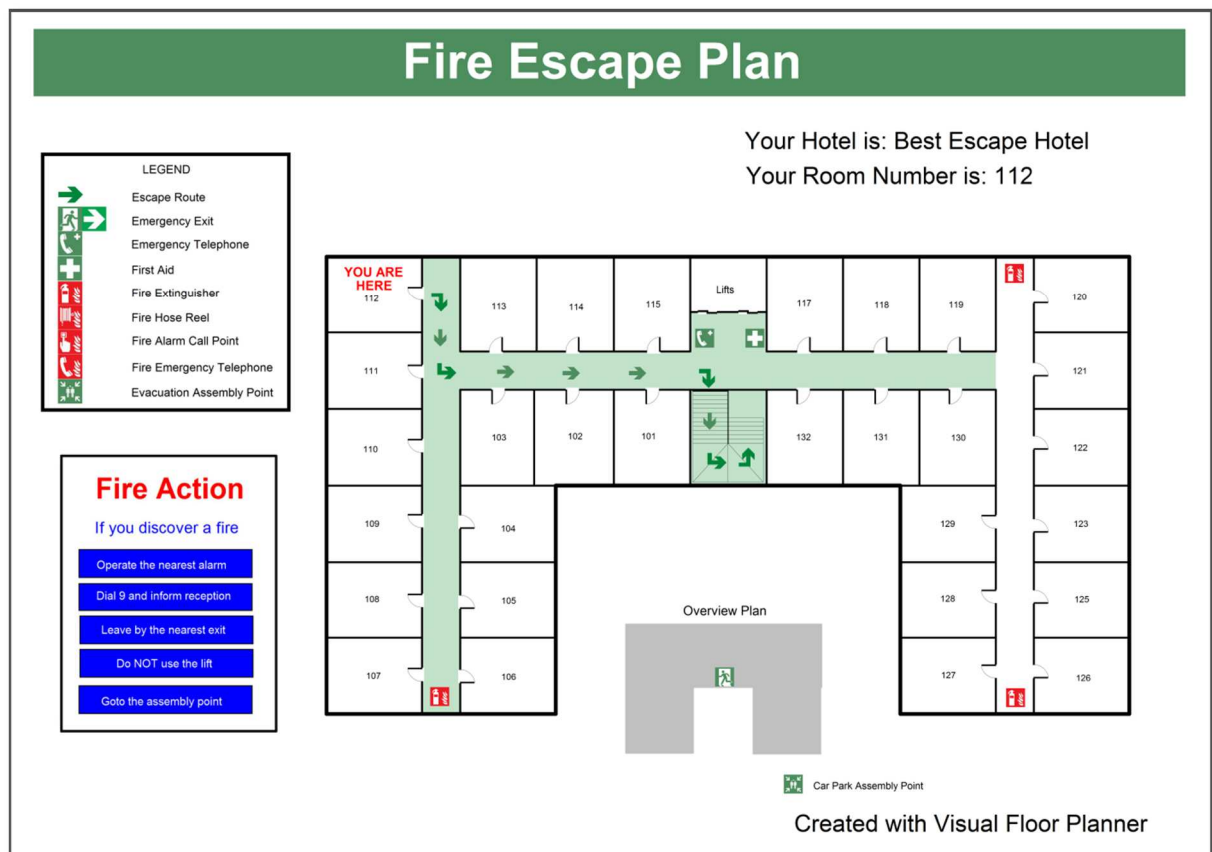 Fire Escape Plan
Your Hotel is: Best Escape Hotel
Your Room Number is: 112
LEGEND
Escape Route
Emergency Exit
Emergency Telephone
First Aid
Fire Extinguisher
Fire Hose Reel
Fire Alarm Call Point
Fire Emergency Telephone
Evacuation Assembly Point
Fire Action
If you discover a fire
Operate the nearest alarm
Dial 9 and inform reception
Leave by the nearest exit
Do NOT use the lift
Goto the assembly point
YOU ARE
HERE
112
113
114
115
Lifts
117
118
119
120
111
121
110
103
102
101
132
131
130
122
109
104
129
123
108
105
128
125
107
106
127
126
Overview Plan
Car Park Assembly Point
Created with Visual Floor Planner